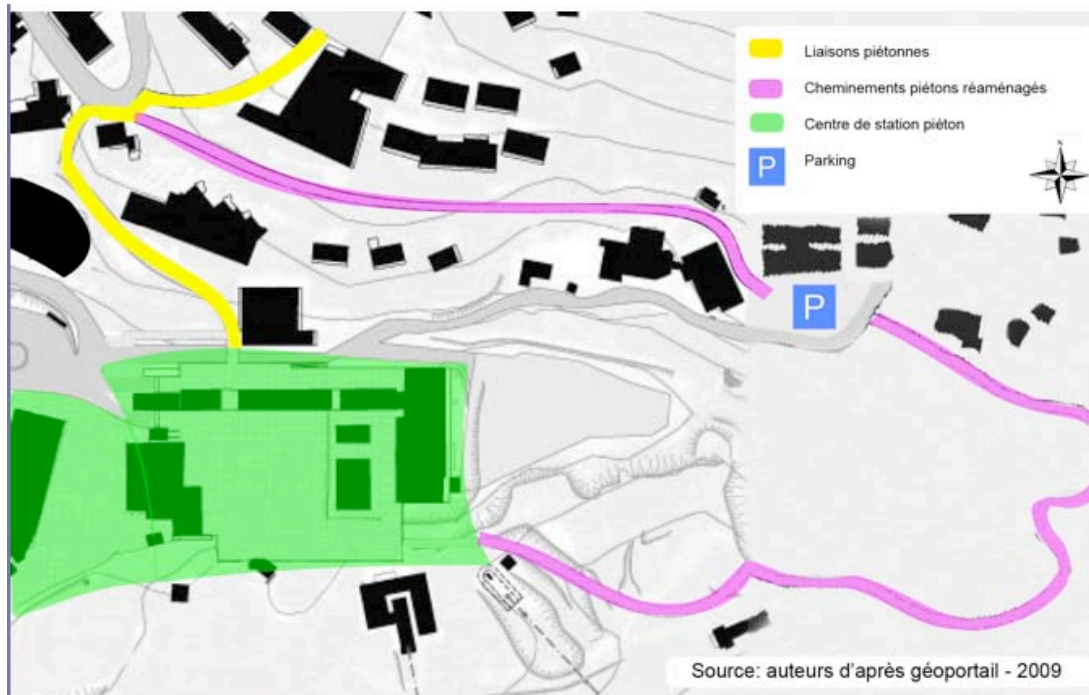 Liaisons piétonnes
Cheminements piétons réaménagés
Centre de station piéton
P
Parking
P
Source: auteurs d'après géoportail - 2009